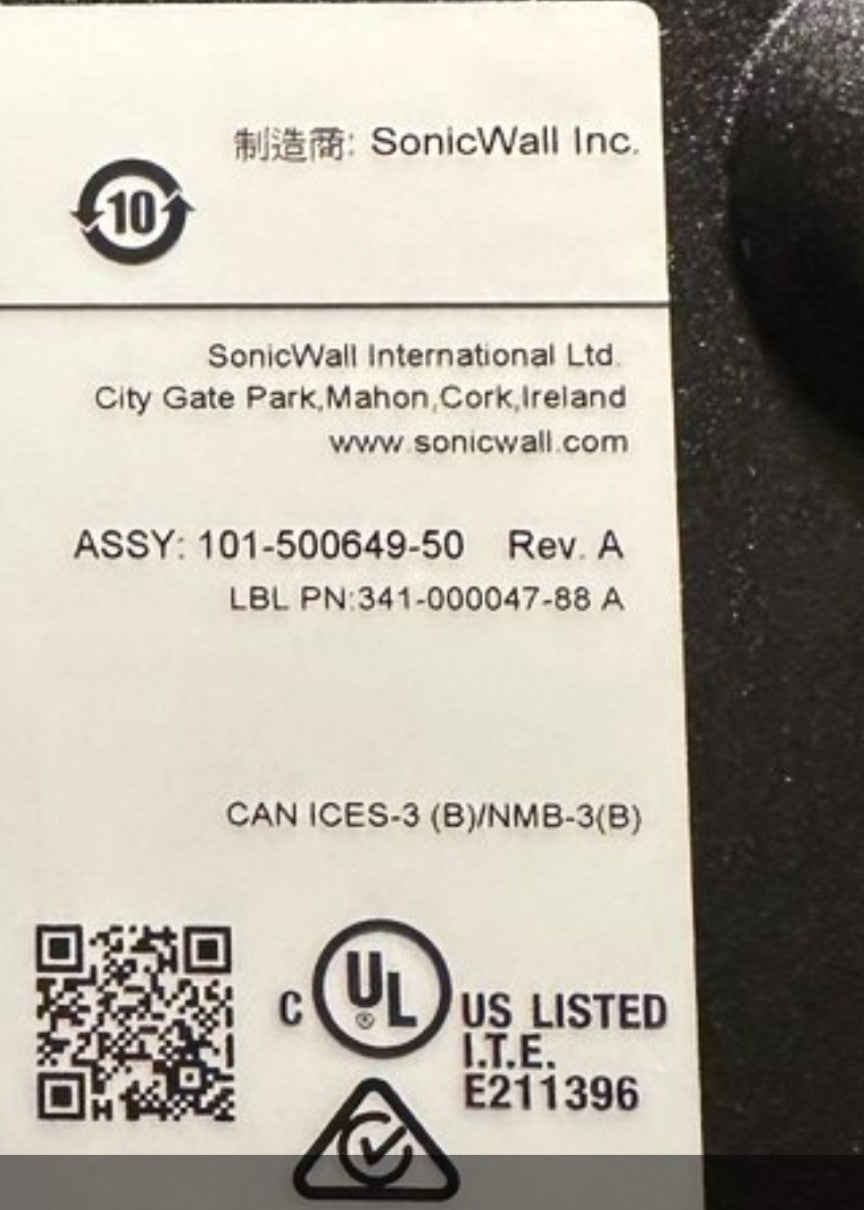 制造商: SonicWall Inc.
10
SonicWall International Ltd.
City Gate Park,Mahon,Cork,Ireland
www.sonicwall.com
ASSY: 101-500649-50 Rev. A
LBL PN:341-000047-88 A
CAN ICES-3 (B)/NMB-3(B)
C UL ® US LISTED
I.T.E.
E211396